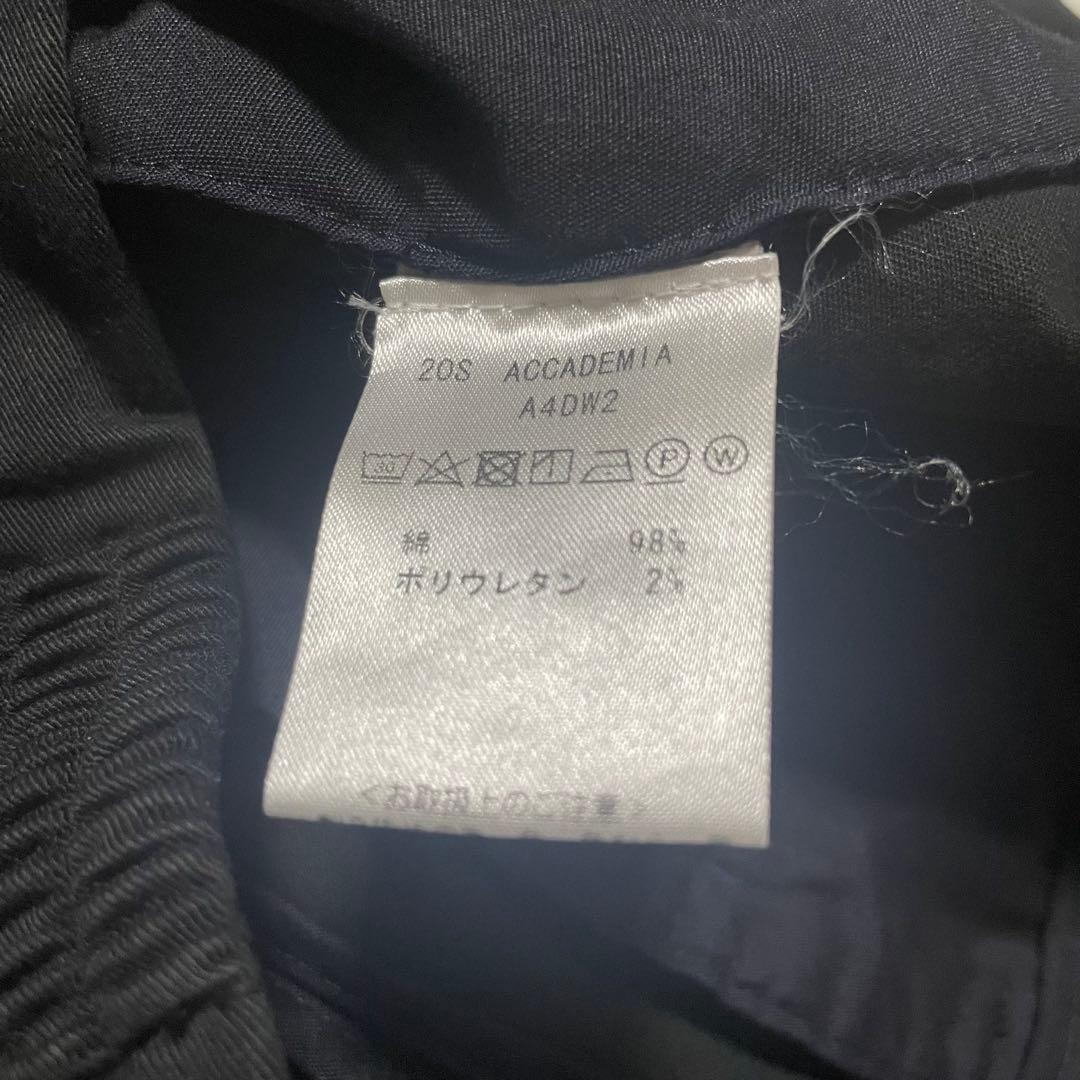 20S ACCADEMIA
A4DW2
30 P W
綿 98%
ポリウレタン 2%
<お取扱上のご注意>